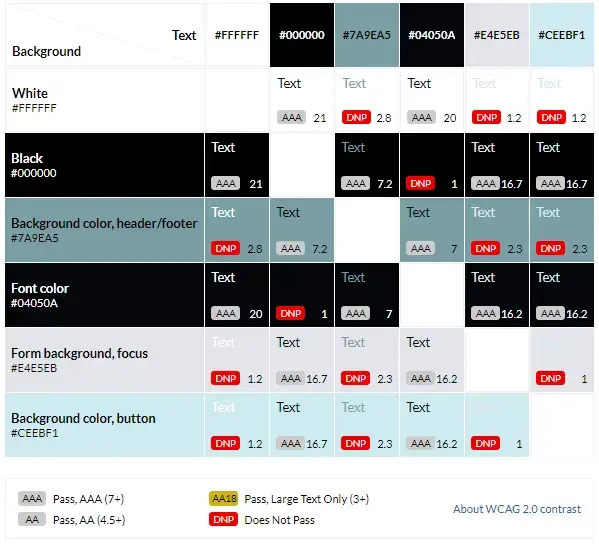 Text
Background
#FFFFFF #000000 #7A9EA5 #04050A #E4E5EB #CEEBF1
White
#FFFFFF
Text Text Text Text Text
AAA 21 DNP 2.8 AAA 20 DNP 1.2 DNP 1.2
Black
#000000
Text Text Text Text
AAA 21 AAA 7.2 DNP 1 AAA 16.7 AAA 16.7
Background color, header/footer
#7A9EA5
Text Text Text Text Text
DNP 2.8 AAA 7.2 AAA 7 DNP 2.3 DNP 2.3
Font color
#04050A
Text Text Text Text
AAA 20 DNP 1 AAA 7 AAA 16.2 AAA 16.2
Form background, focus
#E4E5EB
Text Text Text Text
DNP 1.2 AAA 16.7 DNP 2.3 AAA 16.2 DNP 1
Background color, button
#CEEBF1
Text Text Text Text
DNP 1.2 AAA 16.7 DNP 2.3 AAA 16.2 DNP 1
AAA Pass, AAA (7+)
AA Pass, AA (4.5+)
AA18 Pass, Large Text Only (3+)
DNP Does Not Pass
About WCAG 2.0 contrast